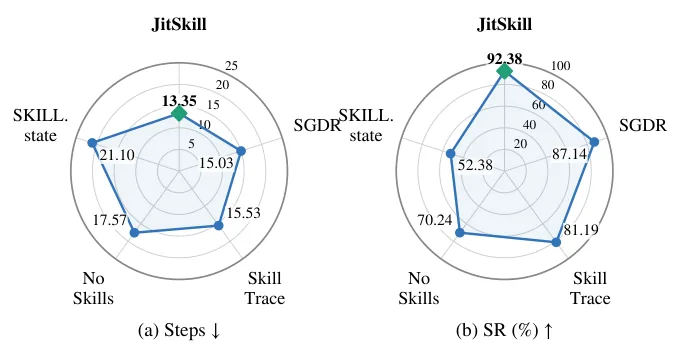 JitSkill
25
20
15
10
5
13.35
SGDR
15.03
Skill
Trace
15.53
No
Skills
17.57
SKILL.
state
21.10
(a) Steps ↓
JitSkill
100
80
60
40
20
92.38
SGDR
87.14
Skill
Trace
81.19
No
Skills
70.24
SKILL.
state
52.38
(b) SR (%) ↑